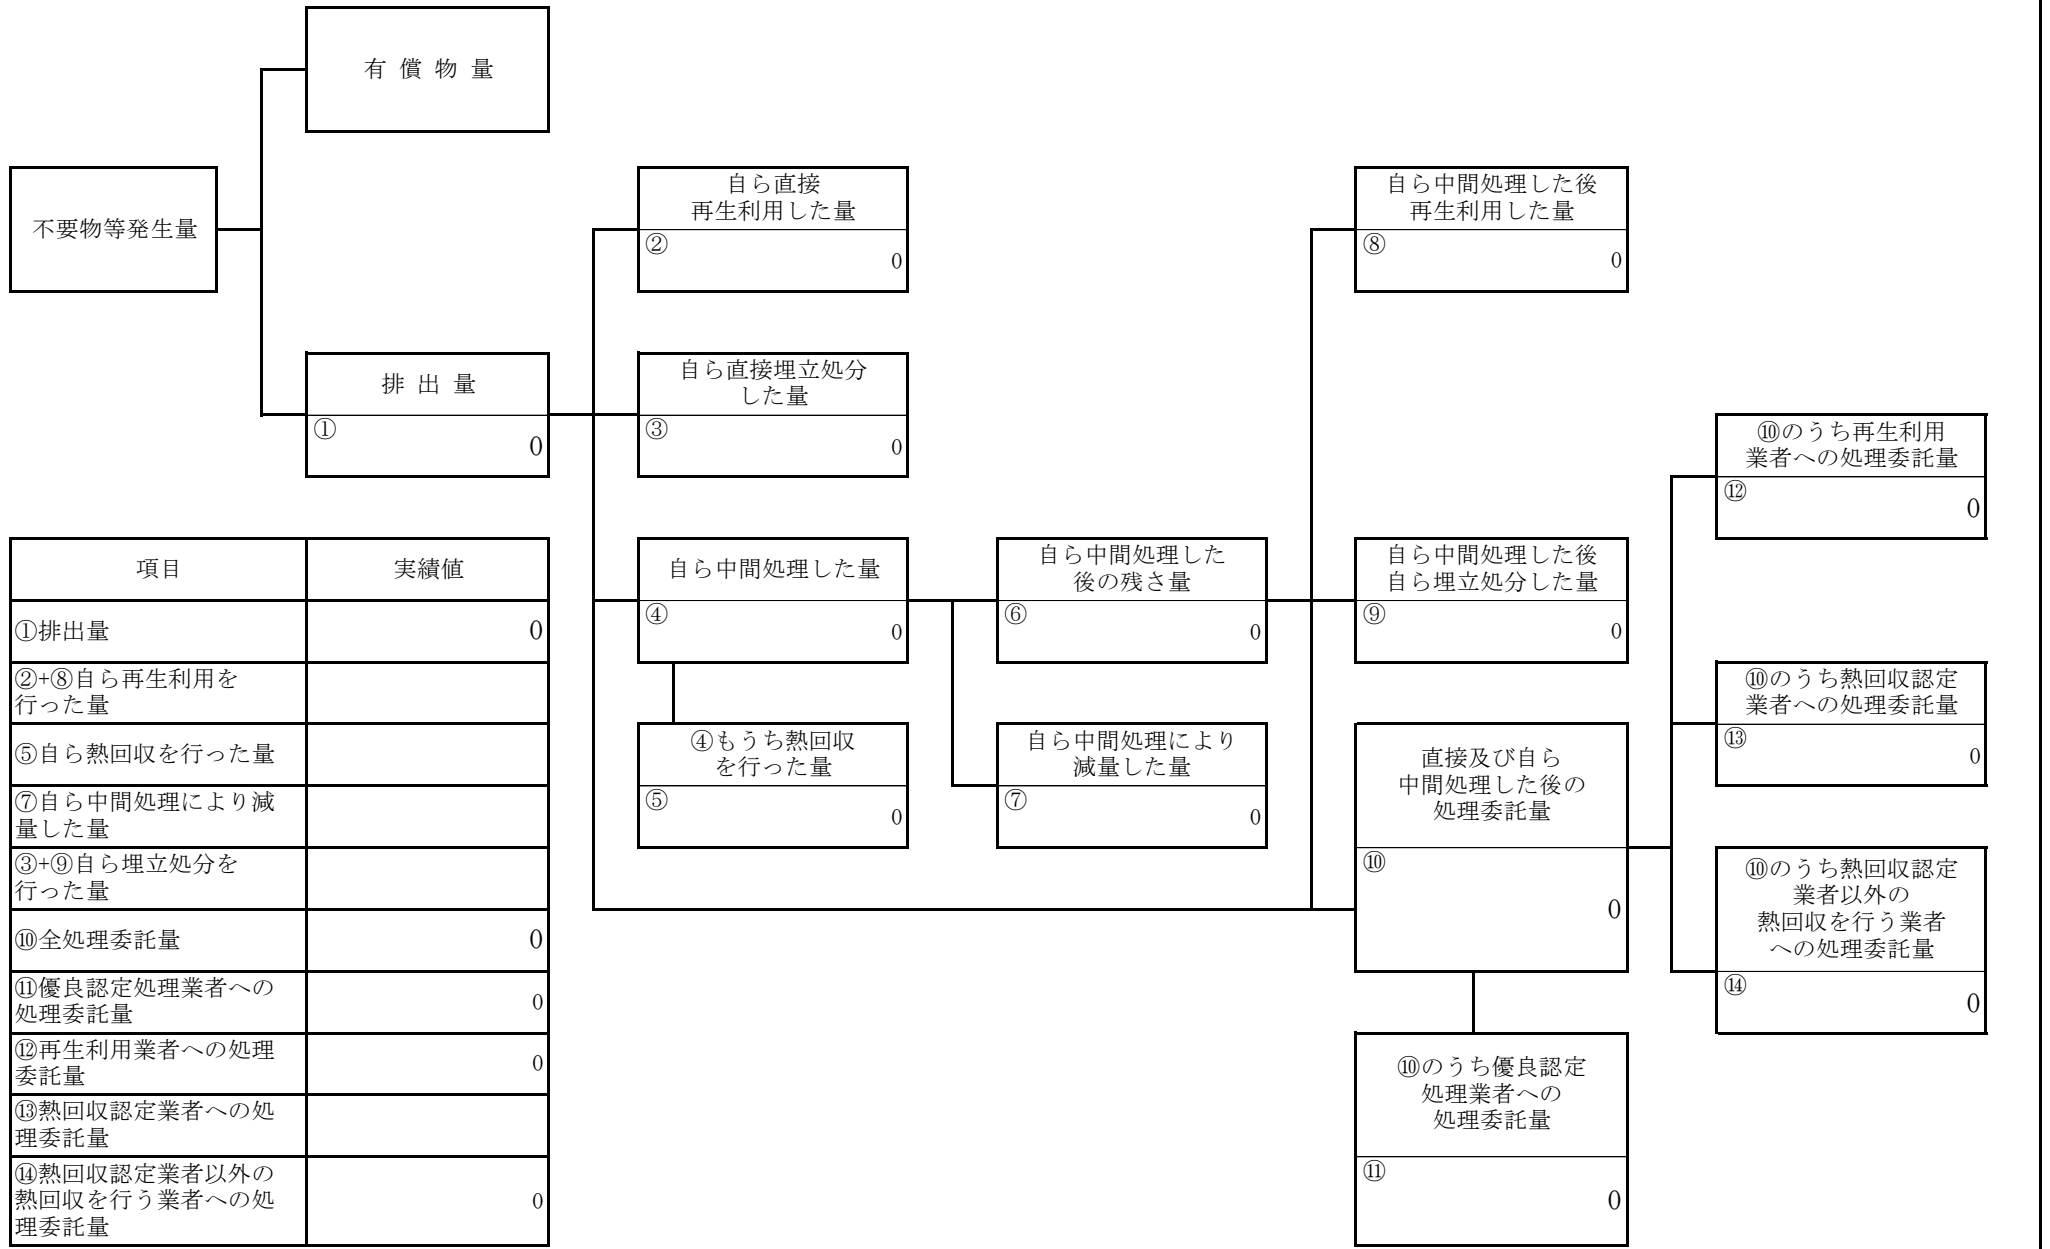 有 償 物 量
不要物等発生量
排 出 量
①
0
自ら直接
再生利用した量
②
0
自ら直接埋立処分
した量
③
0
自ら中間処理した量
④
0
④もうち熱回収
を行った量
⑤
0
自ら中間処理した
後の残さ量
⑥
0
自ら中間処理により
減量した量
⑦
0
自ら中間処理した後
再生利用した量
⑧
0
自ら中間処理した後
自ら埋立処分した量
⑨
0
直接及び自ら
中間処理した後の
処理委託量
⑩
0
⑩のうち優良認定
処理業者への
処理委託量
⑪
0
⑩のうち再生利用
業者への処理委託量
⑫
0
⑩のうち熱回収認定
業者への処理委託量
⑬
0
⑩のうち熱回収認定
業者以外の
熱回収を行う業者
への処理委託量
⑭
0
項目 実績値
①排出量 0
②+⑧自ら再生利用を
行った量
⑤自ら熱回収を行った量
⑦自ら中間処理により減
量した量
③+⑨自ら埋立処分を
行った量
⑩全処理委託量 0
⑪優良認定処理業者への
処理委託量 0
⑫再生利用業者への処理
委託量 0
⑬熱回収認定業者への処
理委託量
⑭熱回収認定業者以外の
熱回収を行う業者への処 0
理委託量